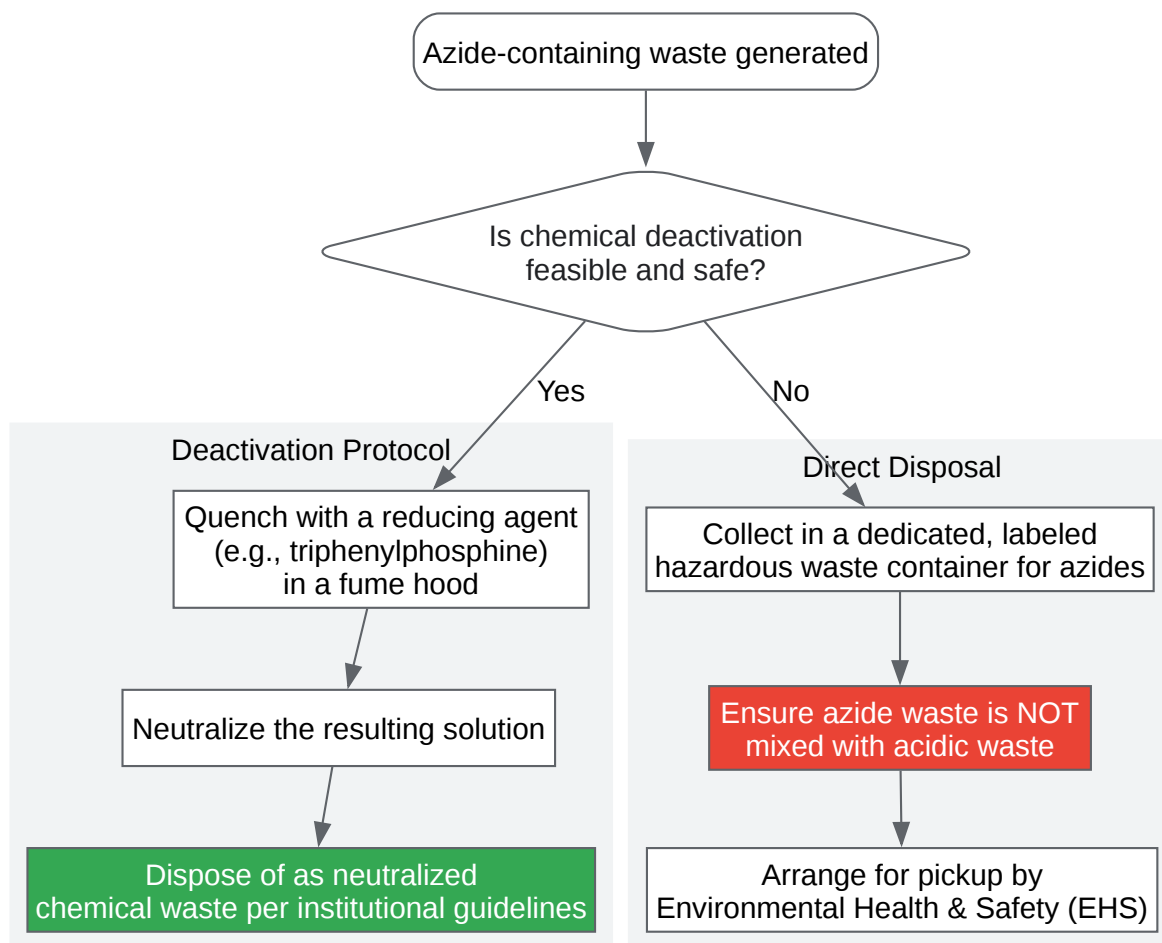 Azide-containing waste generated
Is chemical deactivation
feasible and safe?
Yes
No
Deactivation Protocol
Quench with a reducing agent
(e.g., triphenylphosphine)
in a fume hood
Neutralize the resulting solution
Dispose of as neutralized
chemical waste per institutional guidelines
Direct Disposal
Collect in a dedicated, labeled
hazardous waste container for azides
Ensure azide waste is NOT
mixed with acidic waste
Arrange for pickup by
Environmental Health & Safety (EHS)